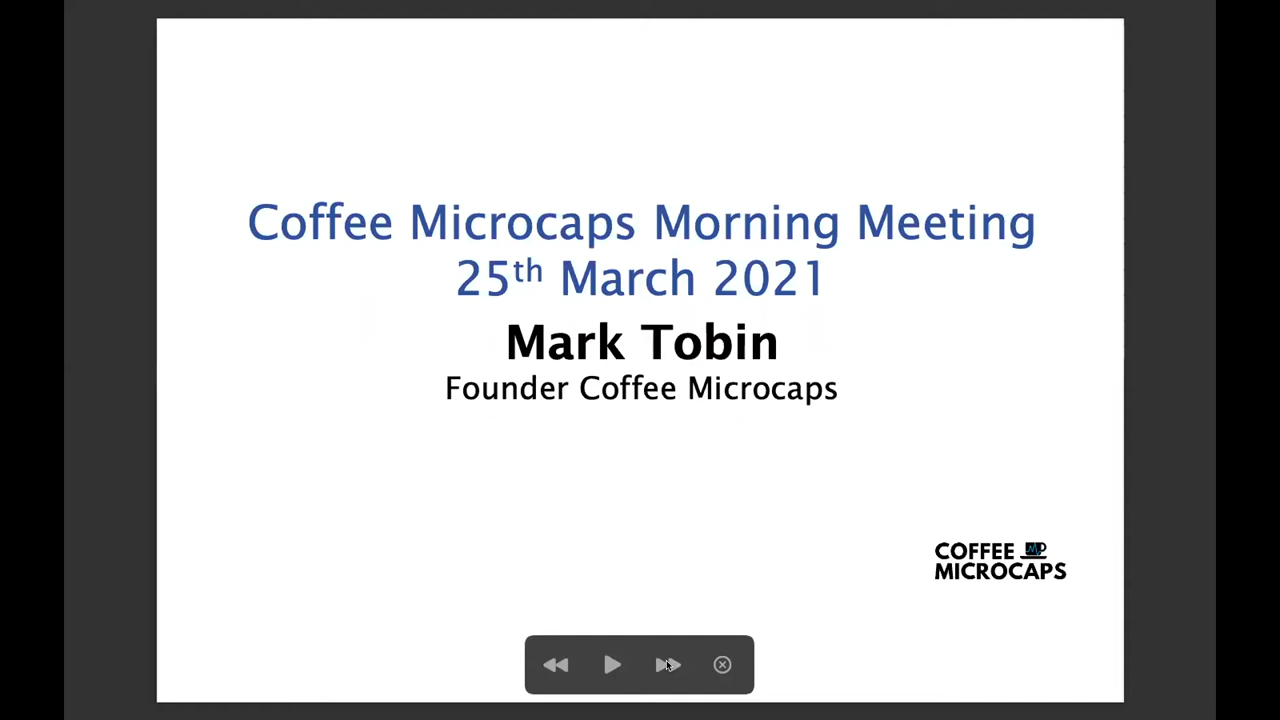 Coffee Microcaps Morning Meeting
25th March 2021
Mark Tobin
Founder Coffee Microcaps
COFFEE
MICROCAPS